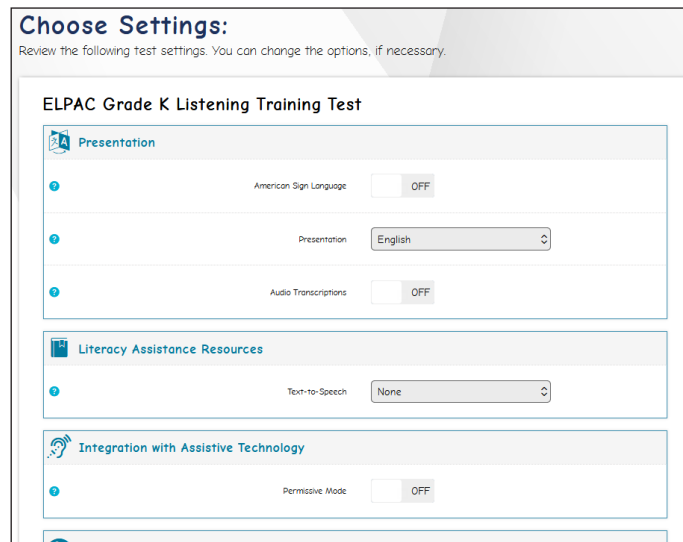 Choose Settings:
Review the following test settings. You can change the options, if necessary.
ELPAC Grade K Listening Training Test
Presentation
American Sign Language OFF
Presentation English
Audio Transcriptions OFF
Literacy Assistance Resources
Text-to-Speech None
Integration with Assistive Technology
Permissive Mode OFF